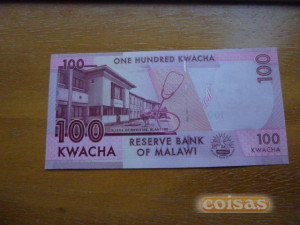 100
ONE HUNDRED KWACHA
100
100
KWACHA
RESERVE BANK
OF MALAWI
100
KWACHA
coisas